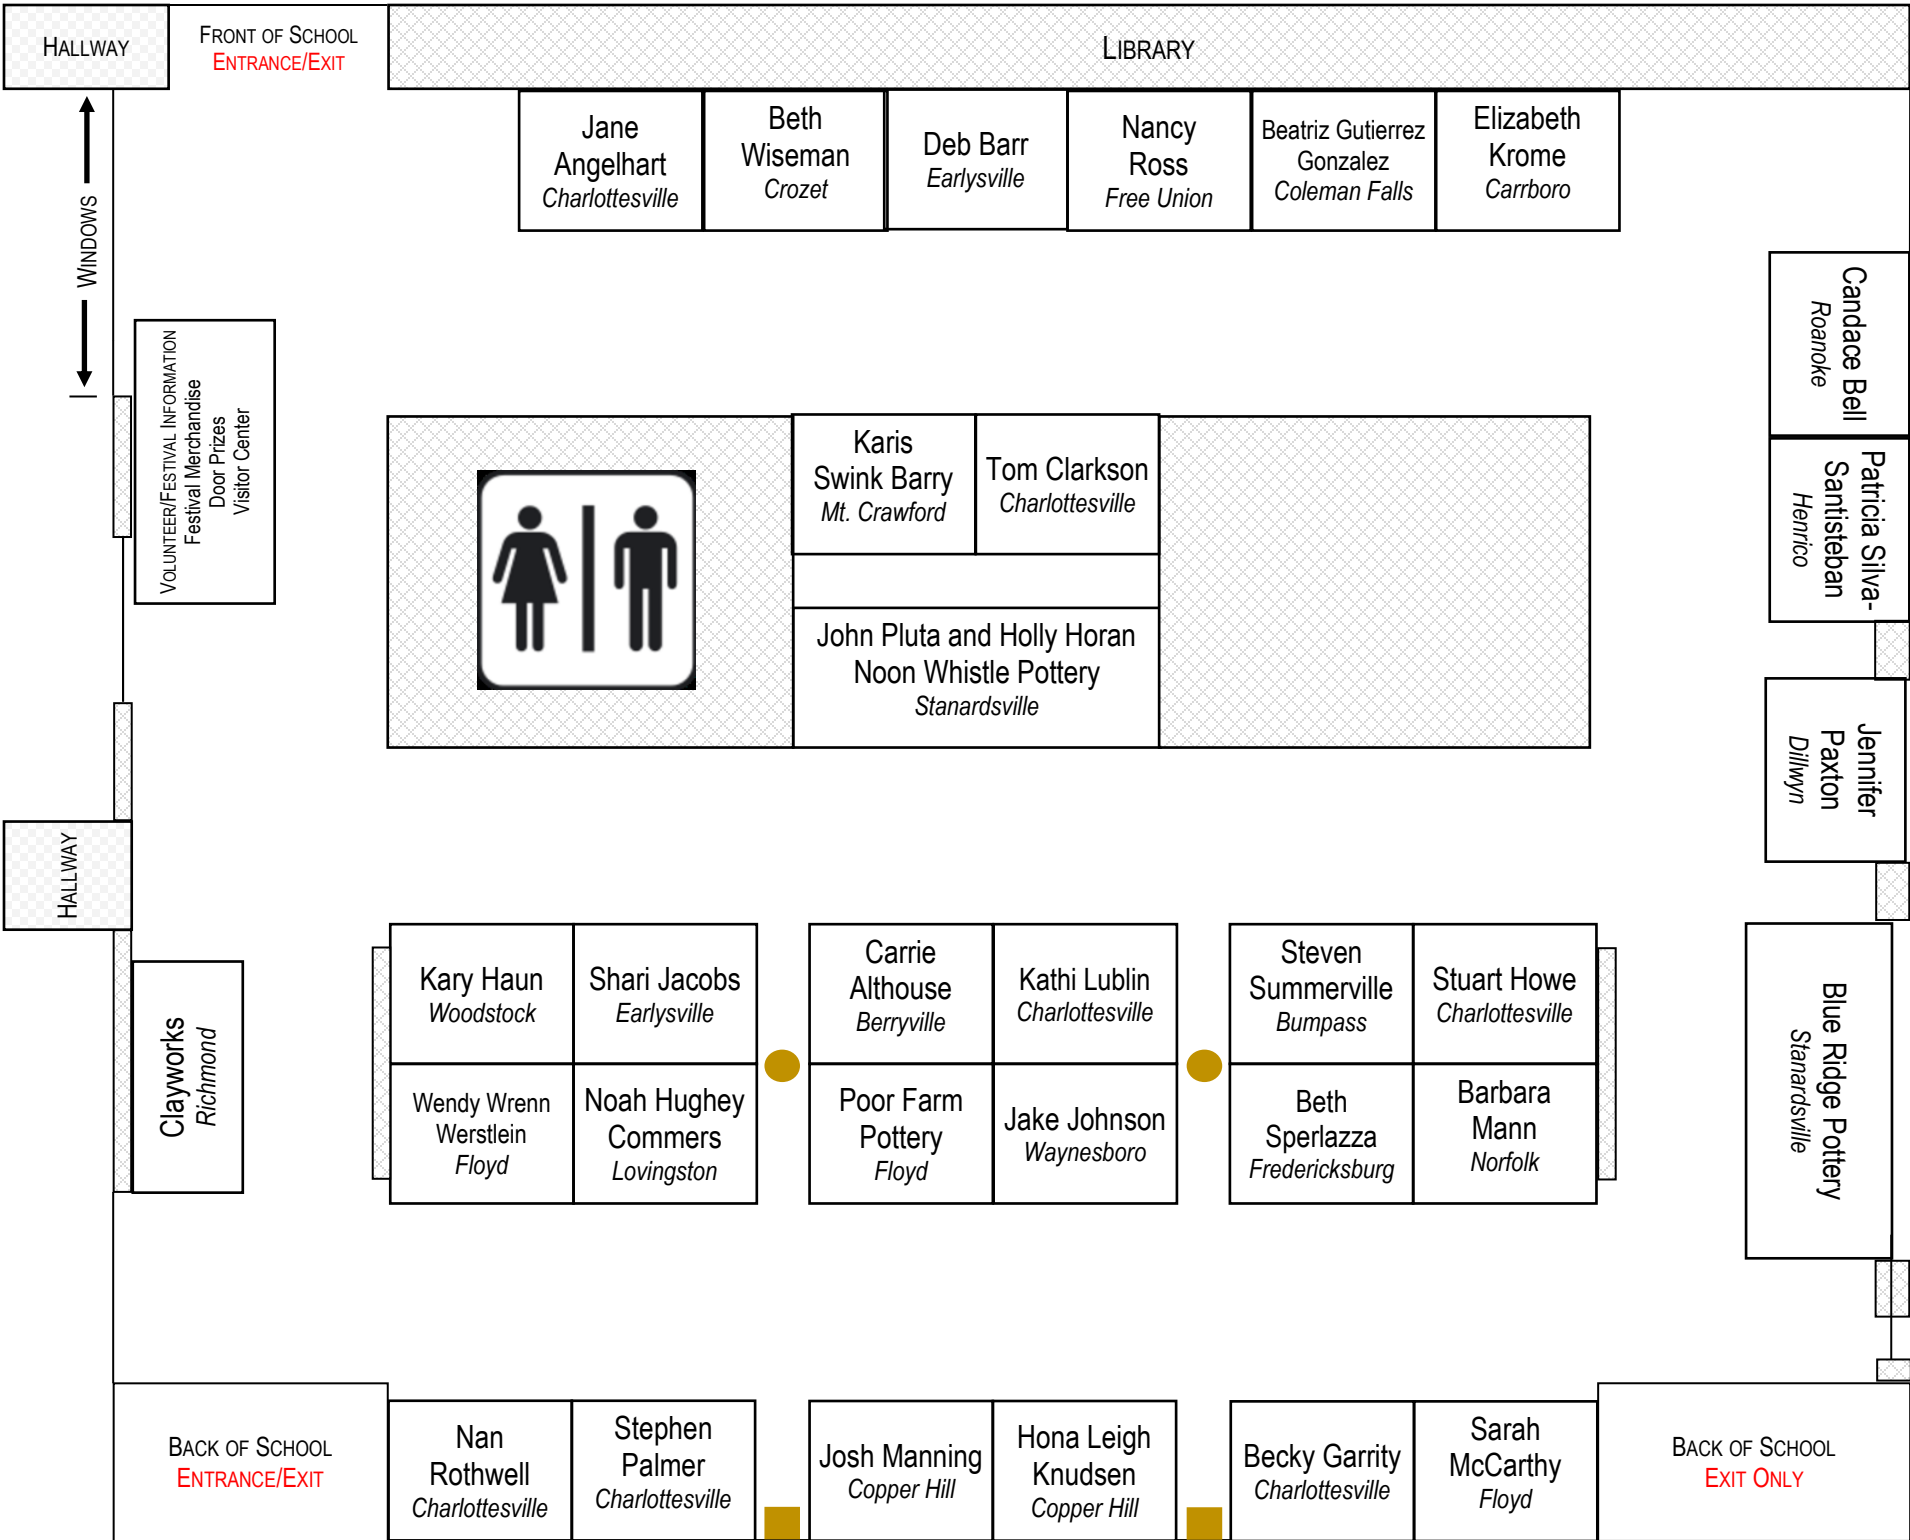 HALLWAY
FRONT OF SCHOOL
ENTRANCE/EXIT
LIBRARY
Jane
Angelhart
Charlottesville
Beth
Wiseman
Crozet
Deb Barr
Earlysville
Nancy
Ross
Free Union
Beatriz Gutierrez
Gonzalez
Coleman Falls
Elizabeth
Krome
Carrboro
WINDOWS
VOLUNTEER/FESTIVAL INFORMATION
Festival Merchandise
Door Prizes
Visitor Center
Candace Bell
Roanoke
Karis
Swink Barry
Mt. Crawford
Tom Clarkson
Charlottesville
Patricia Silva-
Santisteban
Henrico
John Pluta and Holly Horan
Noon Whistle Pottery
Stanardsville
Jennifer
Paxton
Dillwyn
HALLWAY
Clayworks
Richmond
Kary Haun
Woodstock
Shari Jacobs
Earlysville
Carrie
Althouse
Berryville
Kathi Lublin
Charlottesville
Steven
Summerville
Bumpass
Stuart Howe
Charlottesville
Blue Ridge Pottery
Stanardsville
Wendy Wrenn
Werstlein
Floyd
Noah Hughey
Commers
Lovingston
Poor Farm
Pottery
Floyd
Jake Johnson
Waynesboro
Beth
Sperlazza
Fredericksburg
Barbara
Mann
Norfolk
BACK OF SCHOOL
ENTRANCE/EXIT
Nan
Rothwell
Charlottesville
Stephen
Palmer
Charlottesville
Josh Manning
Copper Hill
Hona Leigh
Knudsen
Copper Hill
Becky Garrity
Charlottesville
Sarah
McCarthy
Floyd
BACK OF SCHOOL
EXIT ONLY